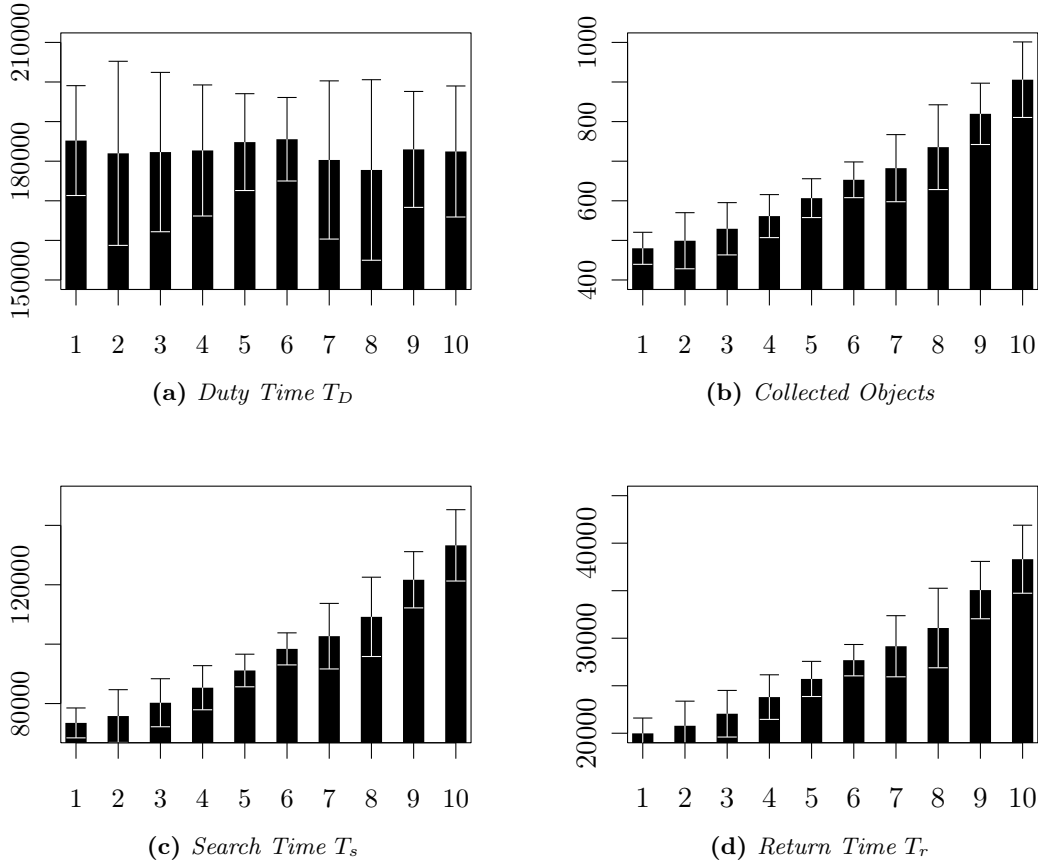 150000 180000 210000
1 2 3 4 5 6 7 8 9 10
(a) Duty Time T_D
400 600 800 1000
1 2 3 4 5 6 7 8 9 10
(b) Collected Objects
80000 120000
1 2 3 4 5 6 7 8 9 10
(c) Search Time T_s
20000 30000 40000
1 2 3 4 5 6 7 8 9 10
(d) Return Time T_r